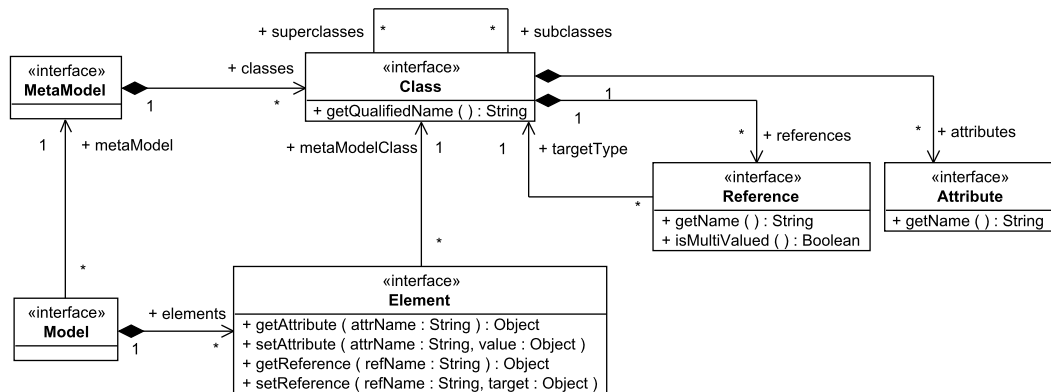 + superclasses
*
*
+ subclasses
«interface»
MetaModel
1
+ classes
*
«interface»
Class
+ getQualifiedName ( ) : String
1
1
1
+ metaModel
+ metaModelClass
1
1
+ targetType
*
+ references
*
+ attributes
«interface»
Reference
+ getName ( ) : String
+ isMultiValued ( ) : Boolean
*
«interface»
Attribute
+ getName ( ) : String
*
*
«interface»
Model
1
+ elements
*
«interface»
Element
+ getAttribute ( attrName : String ) : Object
+ setAttribute ( attrName : String, value : Object )
+ getReference ( refName : String ) : Object
+ setReference ( refName : String, target : Object )